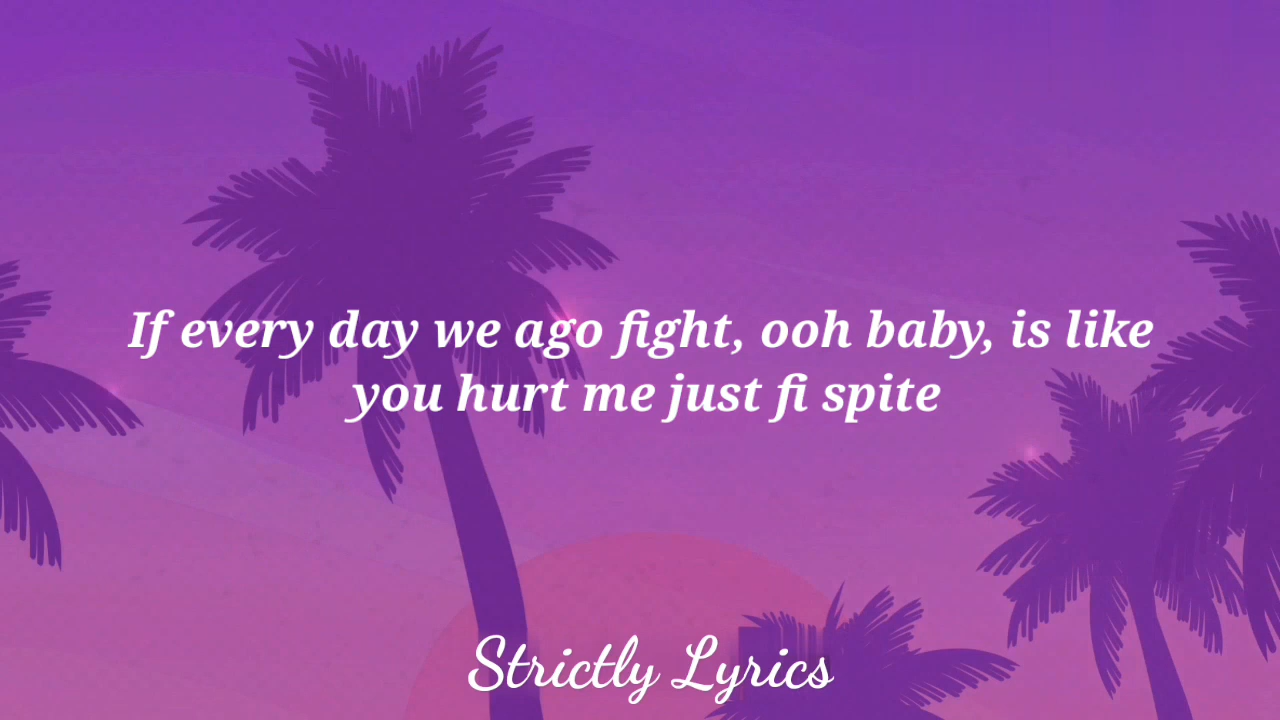 If every day we ago fight, ooh baby, is like
you hurt me just fi spite
Strictly Lyrics